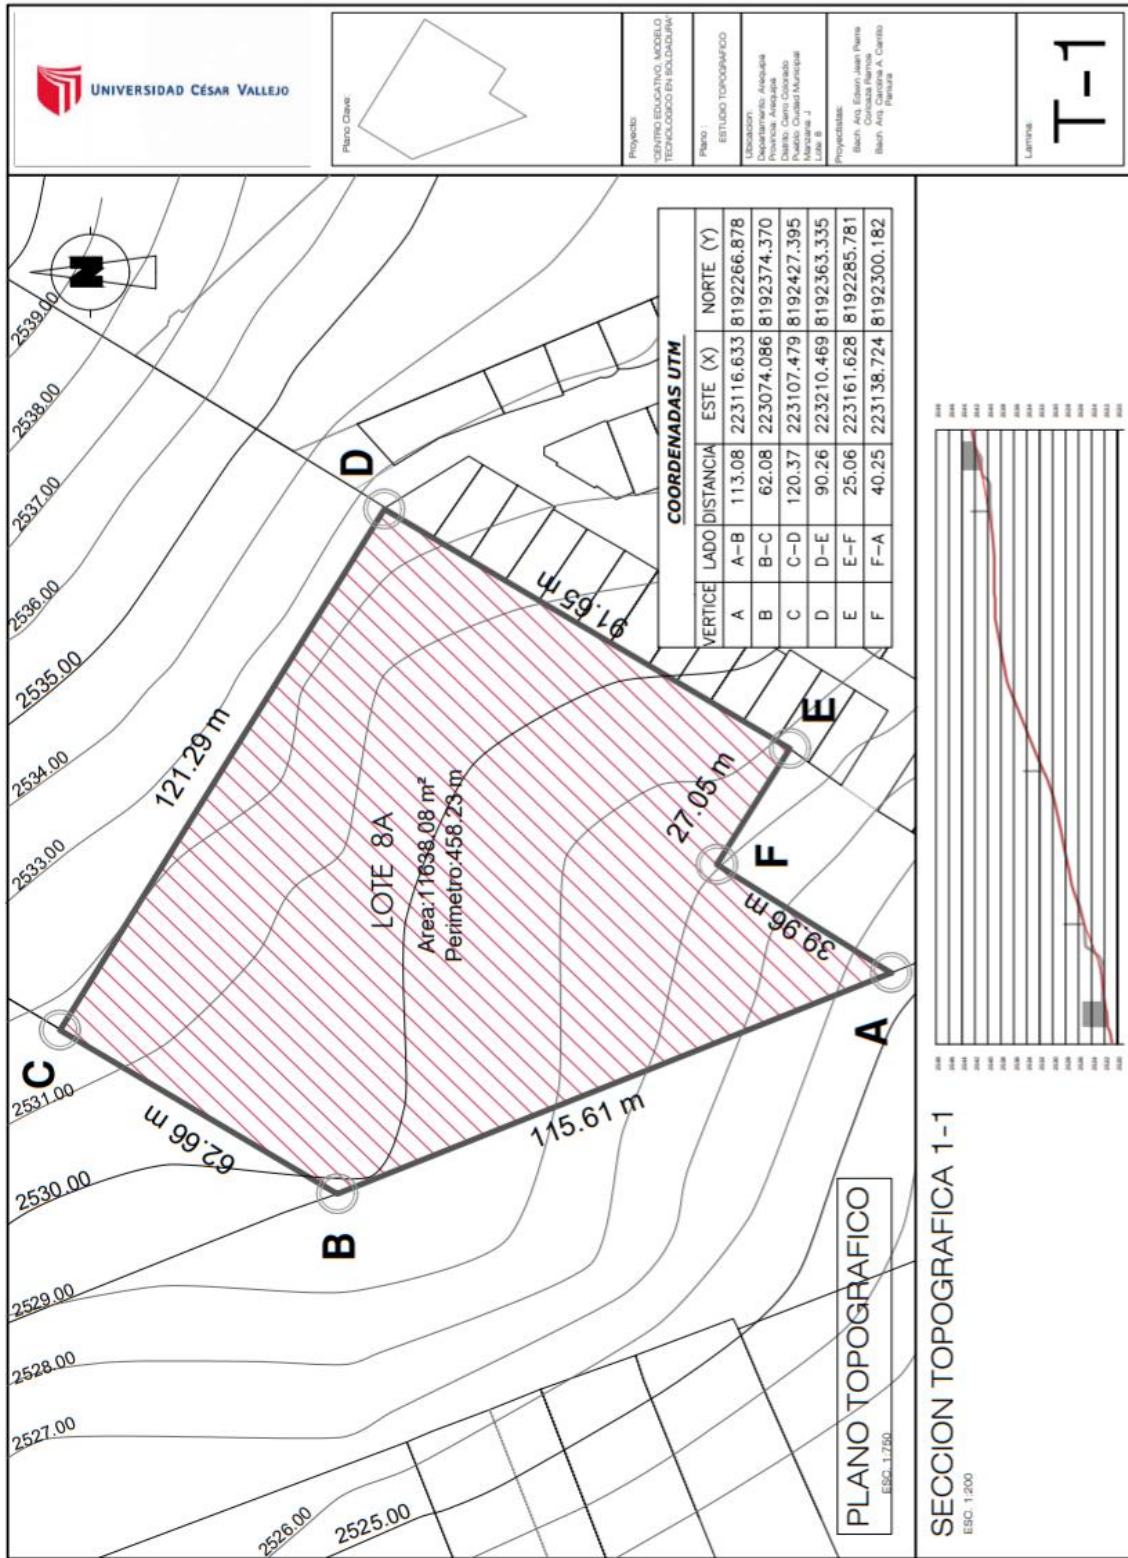 UNIVERSIDAD CÉSAR VALLEJO
Plano Clave:
Proyecto:
"CENTRO EDUCATIVO, MODELO
TECNOLOGICO EN SOLDADURA"
Plano :
ESTUDIO TOPOGRAFICO
Ubicacion:
Departamento: Arequipa
Provincia: Arequipa
Distrito: Cerro Colorado
Pueblo: Ciudad Municipal
Manzana: J
Lote: 8
Proyectistas:
Bach. Arq. Edwin Jean Pierre
Ramos
Bach. Arq. Carolina A. Carrillo
Lamina:
T-1
N
2539.00
2538.00
2537.00
2536.00
2535.00
2534.00
2533.00
2531.00
2530.00
2529.00
2528.00
2527.00
2526.00
2525.00
C
D
B
A
F
E
121.29 m
62.66 m
91.65 m
115.61 m
27.05 m
39.96 m
LOTE 8A
Area:11638.08 m²
Perimetro:458.23 m
COORDENADAS UTM
VERTICE LADO DISTANCIA ESTE (X) NORTE (Y)
A A-B 113.08 223116.633 8192266.878
B B-C 62.08 223074.086 8192374.370
C C-D 120.37 223107.479 8192427.395
D D-E 90.26 223210.469 8192363.335
E E-F 25.06 223161.628 8192285.781
F F-A 40.25 223138.724 8192300.182
PLANO TOPOGRAFICO
ESC. 1:750
SECCION TOPOGRAFICA 1-1
ESC. 1:200